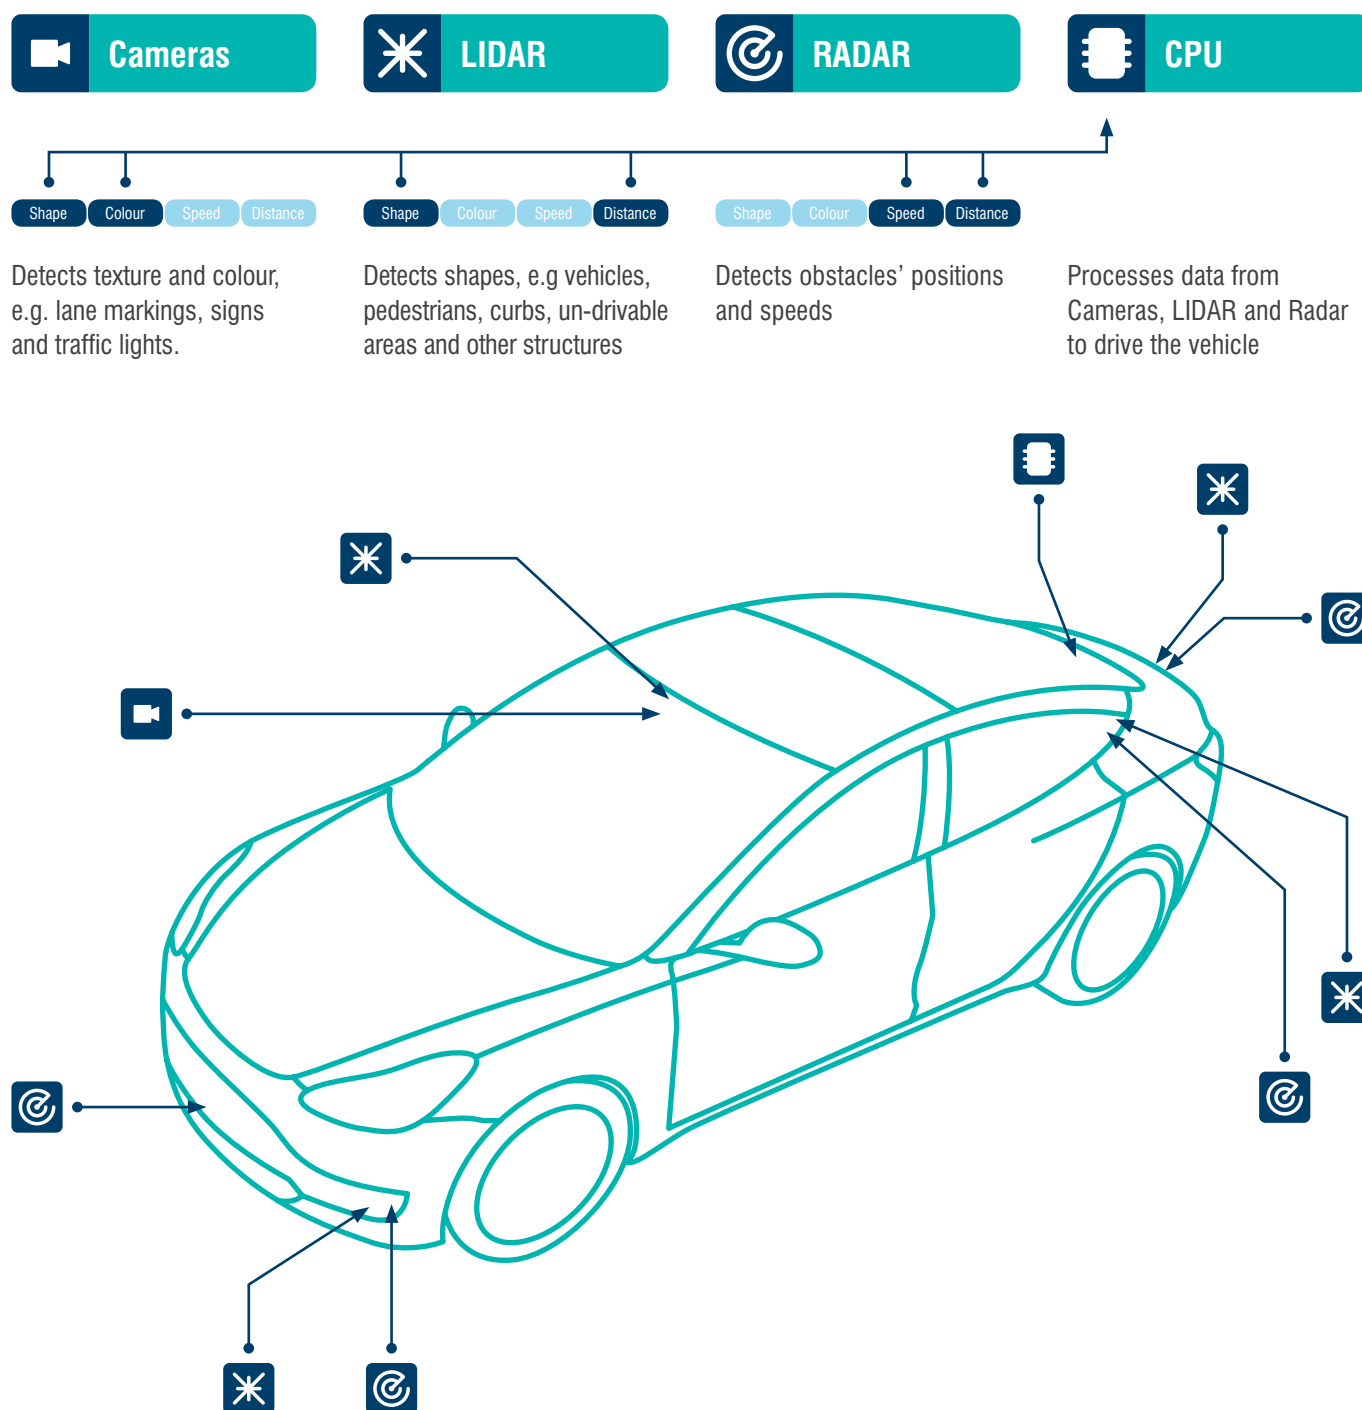 Cameras
LIDAR
RADAR
CPU
Shape Colour Speed Distance
Shape Colour Speed Distance
Shape Colour Speed Distance
Detects texture and colour,
e.g. lane markings, signs
and traffic lights.
Detects shapes, e.g vehicles,
pedestrians, curbs, un-drivable
areas and other structures
Detects obstacles’ positions
and speeds
Processes data from
Cameras, LIDAR and Radar
to drive the vehicle